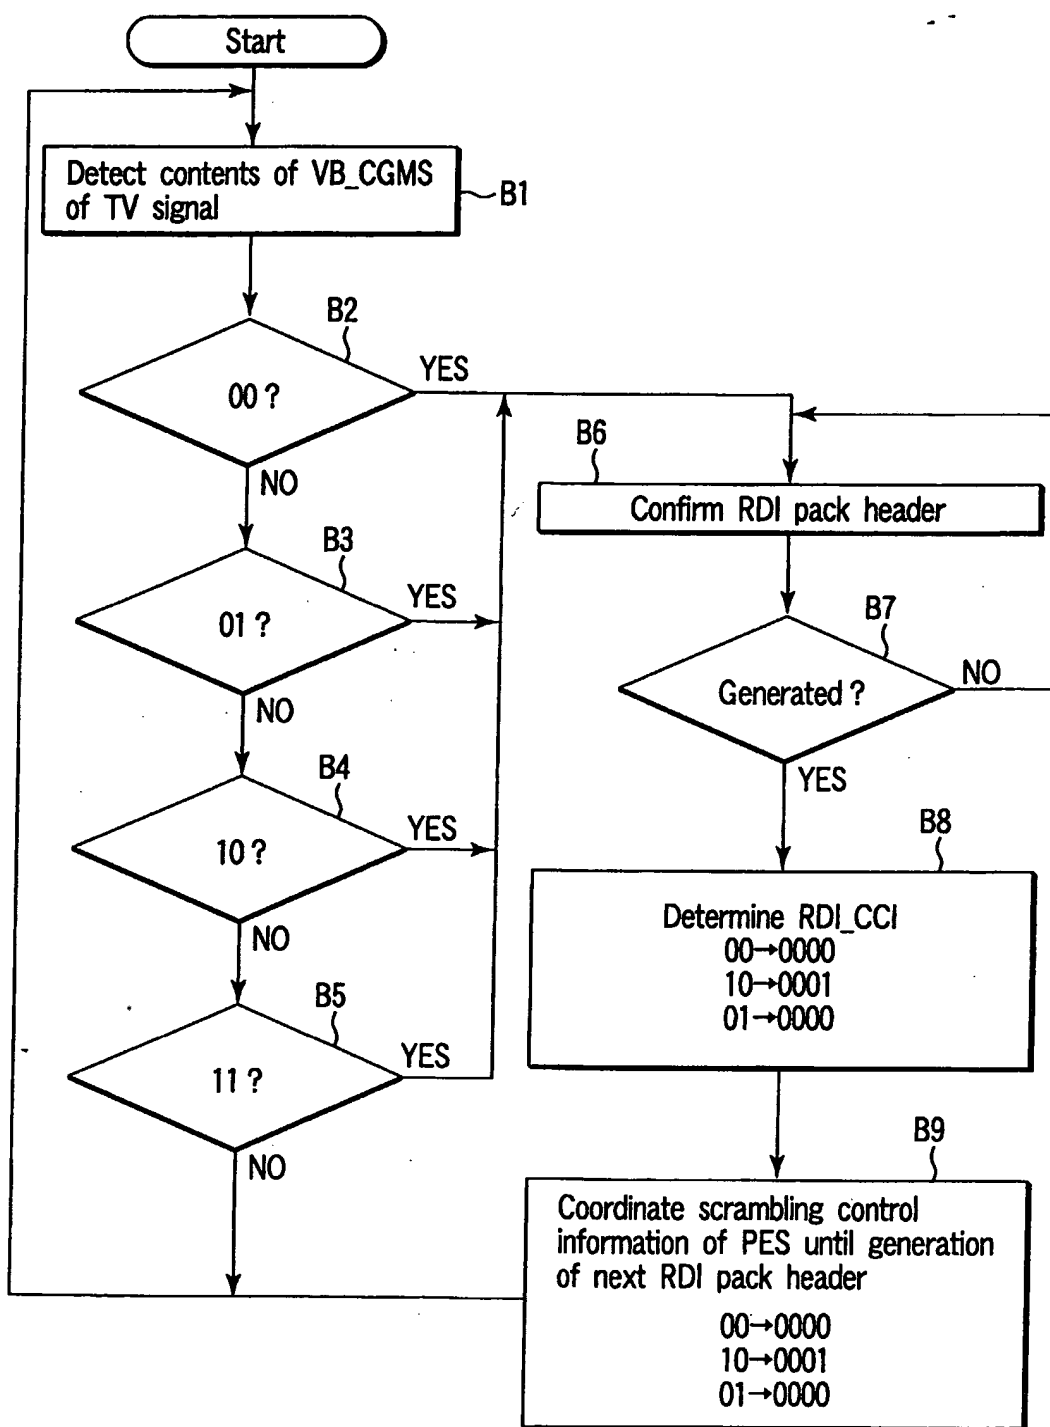 Start
Detect contents of VB_CGMS
of TV signal
B1
B2
00 ?
YES
NO
B3
01 ?
YES
NO
B4
10 ?
YES
NO
B5
11 ?
YES
NO
B6
Confirm RDI pack header
B7
Generated ?
NO
YES
B8
Determine RDI_CCI
00→0000
10→0001
01→0000
B9
Coordinate scrambling control
information of PES until generation
of next RDI pack header
00→0000
10→0001
01→0000